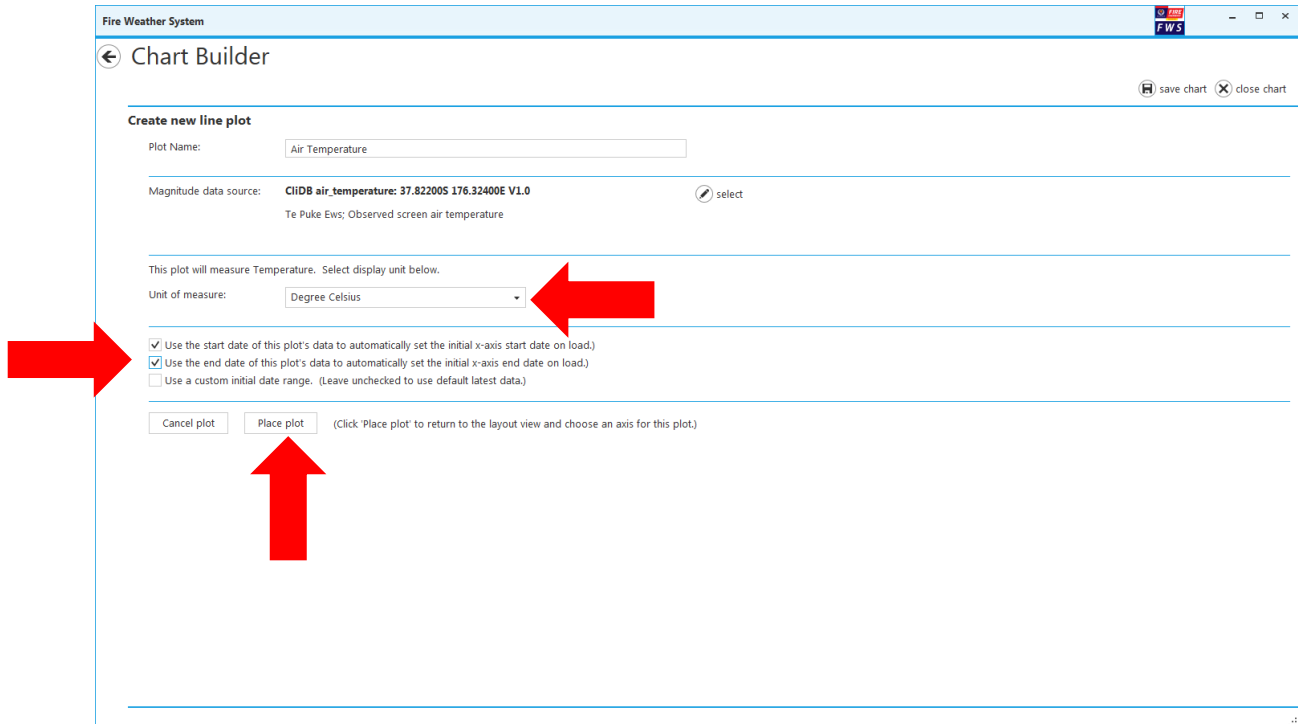 Fire Weather System
FIRE
FWS
Chart Builder
save chart close chart
Create new line plot
Plot Name: Air Temperature
Magnitude data source: CliDB air_temperature: 37.82200S 176.32400E V1.0 select
Te Puke Ews; Observed screen air temperature
This plot will measure Temperature. Select display unit below.
Unit of measure: Degree Celsius
Use the start date of this plot's data to automatically set the initial x-axis start date on load.)
Use the end date of this plot's data to automatically set the initial x-axis end date on load.)
Use a custom initial date range. (Leave unchecked to use default latest data.)
Cancel plot Place plot (Click 'Place plot' to return to the layout view and choose an axis for this plot.)